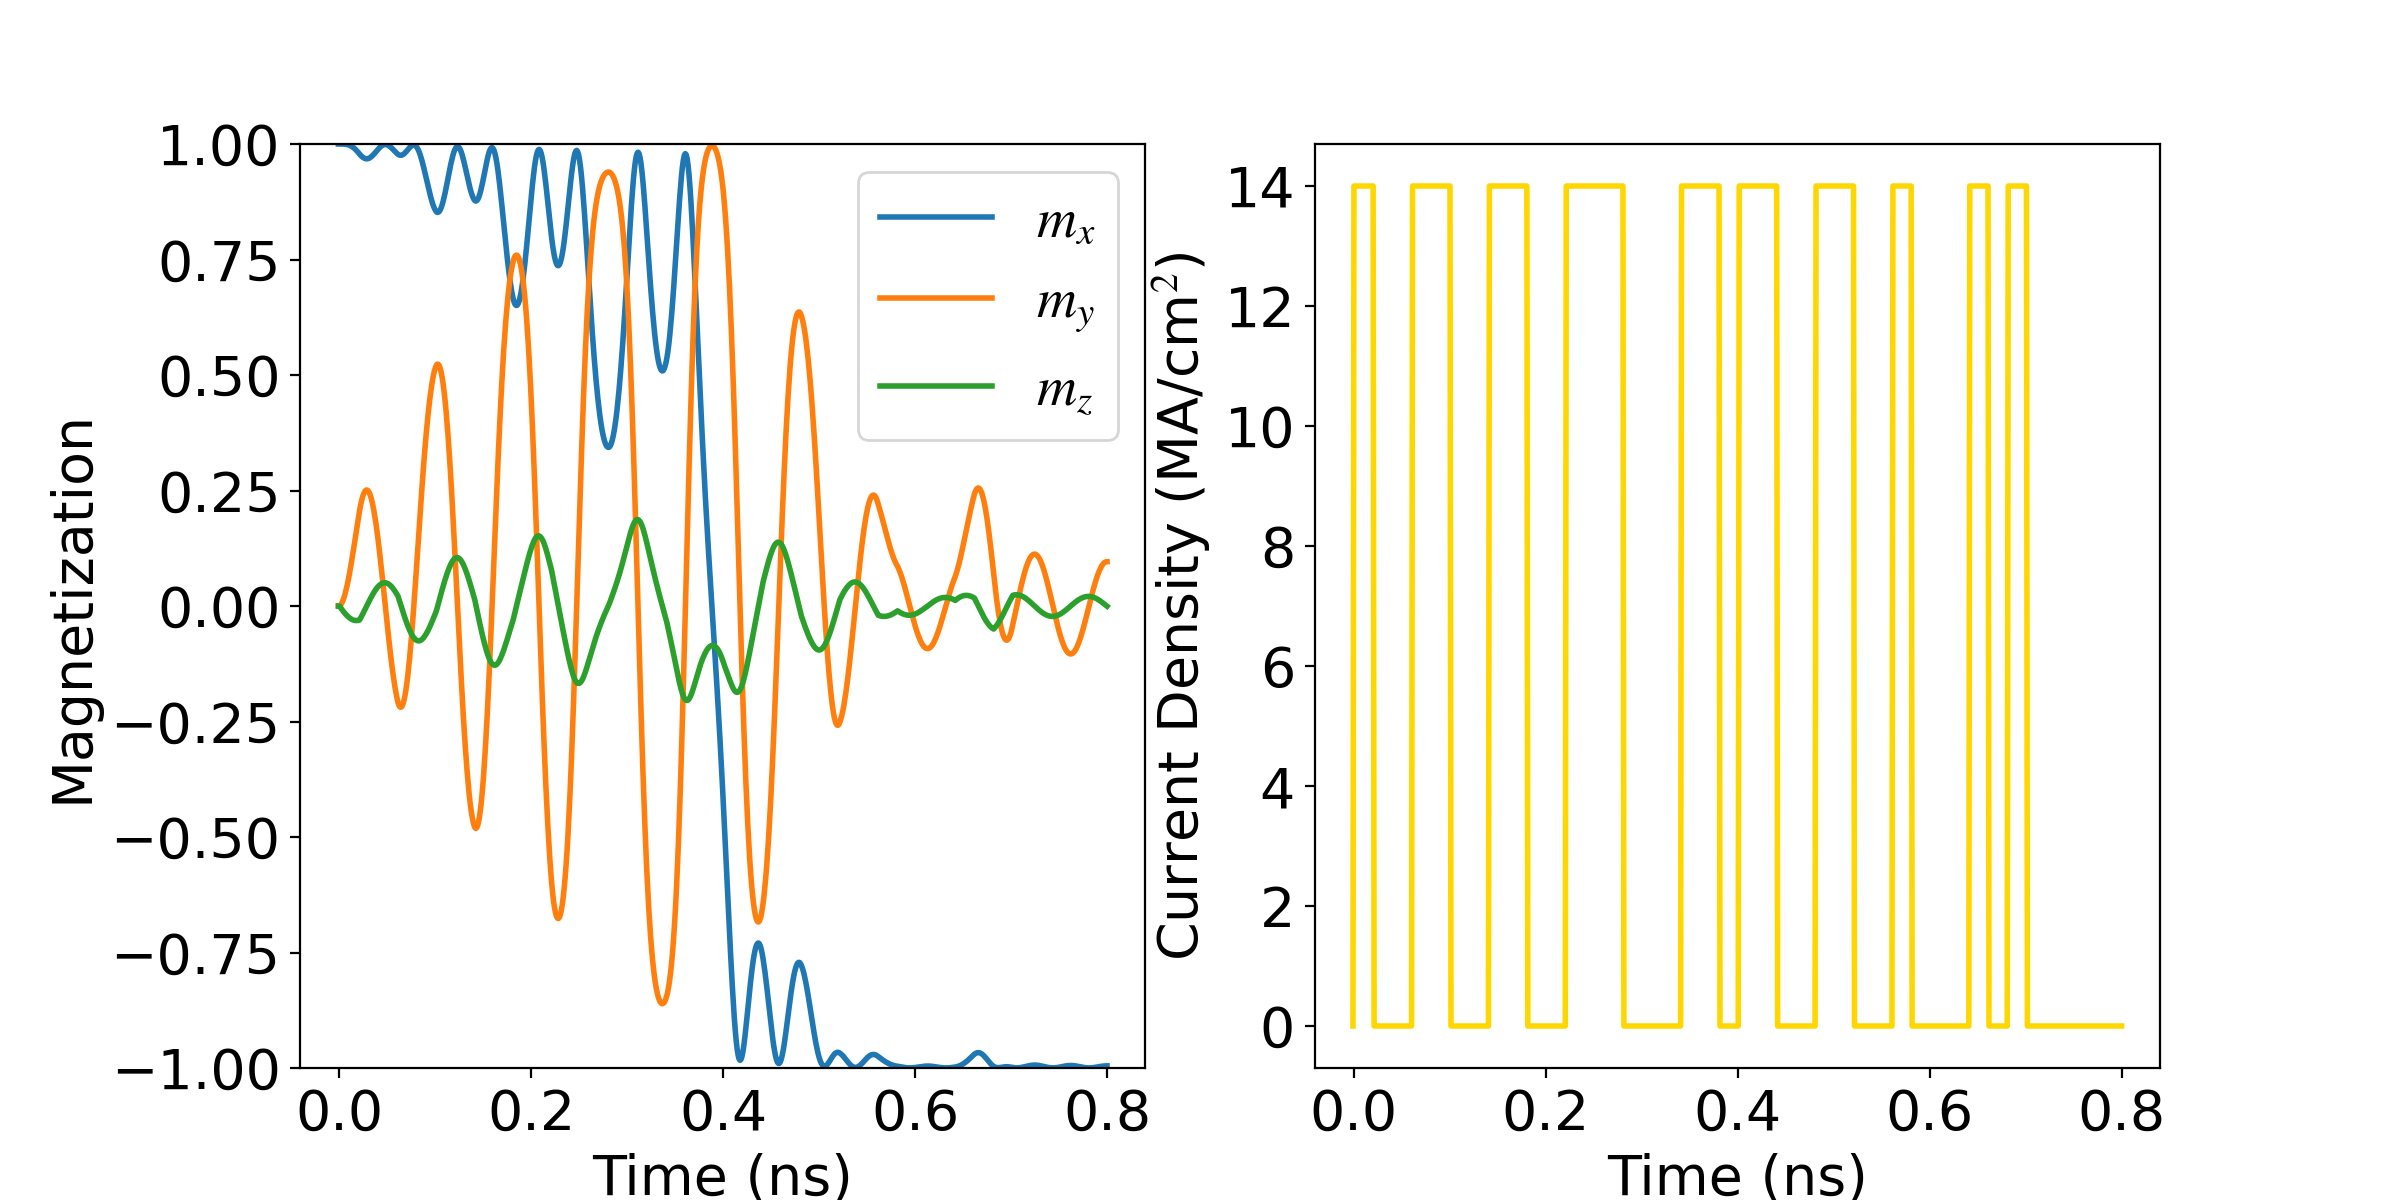 Magnetization
1.00
0.75
0.50
0.25
0.00
−0.25
−0.50
−0.75
−1.00
0.0 0.2 0.4 0.6 0.8
Time (ns)
m_x
m_y
m_z
Current Density (MA/cm²)
14
12
10
8
6
4
2
0
0.0 0.2 0.4 0.6 0.8
Time (ns)